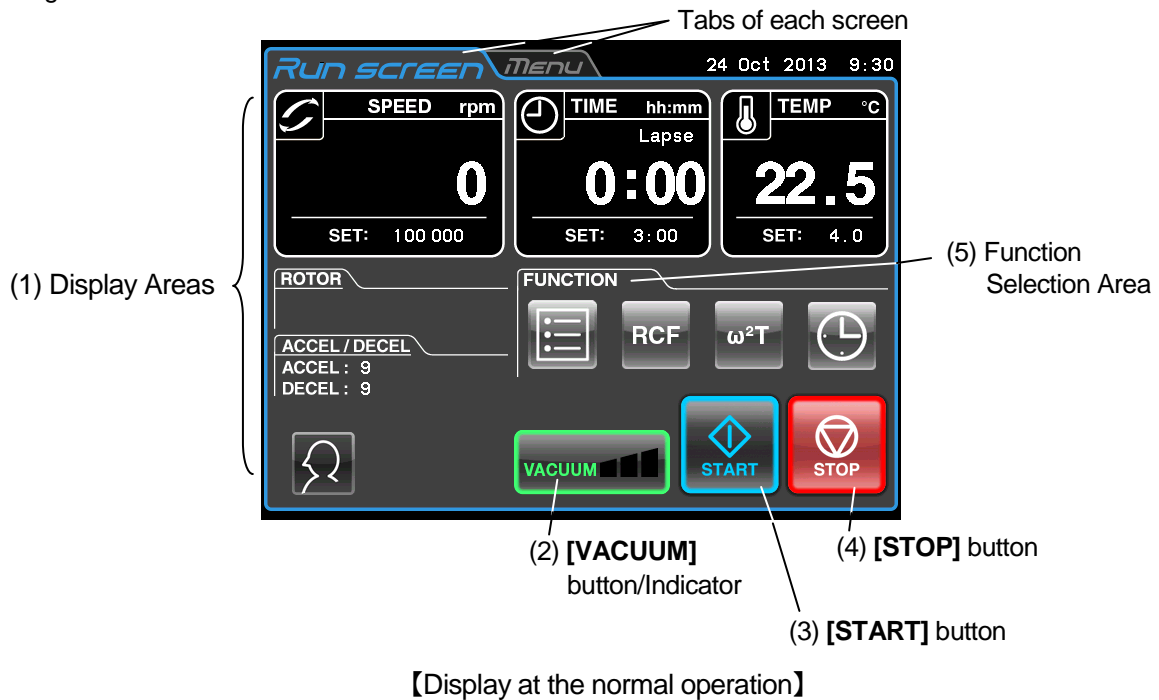 Tabs of each screen
Run screen Menu 24 Oct 2013 9:30
SPEED rpm
0
SET: 100 000
TIME hh:mm
Lapse
0:00
SET: 3:00
TEMP °C
22.5
SET: 4.0
(1) Display Areas
(5) Function
Selection Area
ROTOR
FUNCTION
RCF
ω²T
ACCEL / DECEL
ACCEL : 9
DECEL : 9
VACUUM
START
STOP
(2) [VACUUM]
button/Indicator
(4) [STOP] button
(3) [START] button
【Display at the normal operation】